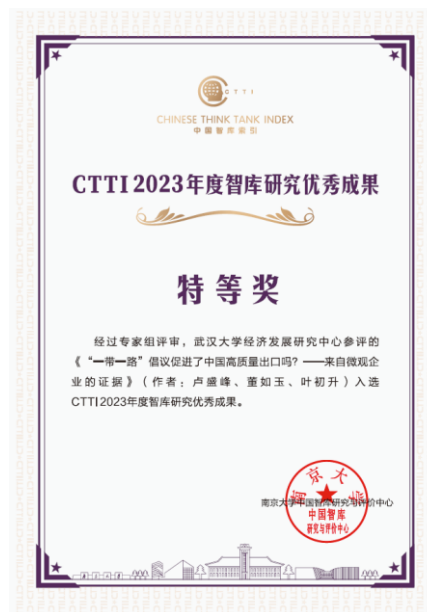 CTTI
CHINESE THINK TANK INDEX
中国智库索引
CTTI 2023年度智库研究优秀成果
特等奖
经过专家组评审，武汉大学经济发展研究中心参评的
《“一带一路”倡议促进了中国高质量出口吗？——来自微观企
业的证据》（作者：卢盛峰、董如玉、叶初升）入选
CTTI2023年度智库研究优秀成果。
南京大学
南京大学中国智库研究与评价中心
中国智库
研究与评价中心